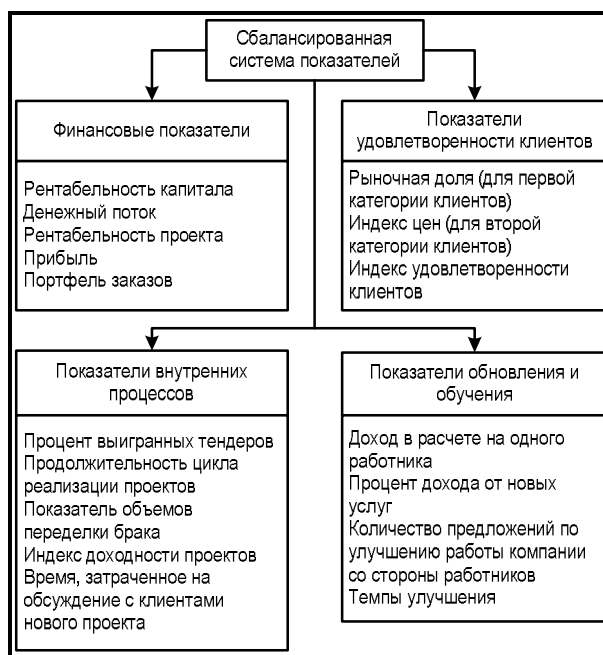 Сбалансированная
система показателей
Финансовые показатели
Рентабельность капитала
Денежный поток
Рентабельность проекта
Прибыль
Портфель заказов
Показатели
удовлетворенности клиентов
Рыночная доля (для первой
категории клиентов)
Индекс цен (для второй
категории клиентов)
Индекс удовлетворенности
клиентов
Показатели внутренних
процессов
Процент выигранных тендеров
Продолжительность цикла
реализации проектов
Показатель объемов
переделки брака
Индекс доходности проектов
Время, затраченное на
обсуждение с клиентами
нового проекта
Показатели обновления и
обучения
Доход в расчете на одного
работника
Процент дохода от новых
услуг
Количество предложений по
улучшению работы компании
со стороны работников
Темпы улучшения